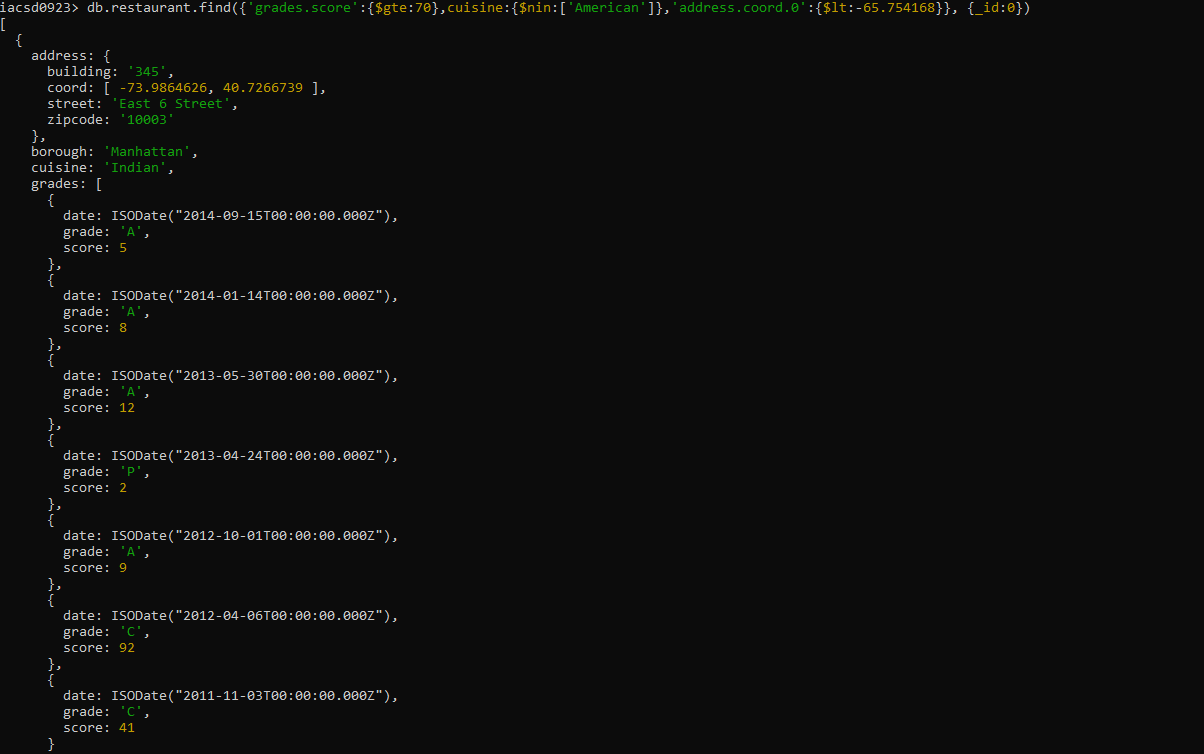 iacsd0923> db.restaurant.find({'grades.score':{$gte:70},cuisine:{$nin:['American']},'address.coord.0':{$lt:-65.754168}}, {_id:0})
[
  {
    address: {
      building: '345',
      coord: [ -73.9864626, 40.7266739 ],
      street: 'East 6 Street',
      zipcode: '10003'
    },
    borough: 'Manhattan',
    cuisine: 'Indian',
    grades: [
      {
        date: ISODate("2014-09-15T00:00:00.000Z"),
        grade: 'A',
        score: 5
      },
      {
        date: ISODate("2014-01-14T00:00:00.000Z"),
        grade: 'A',
        score: 8
      },
      {
        date: ISODate("2013-05-30T00:00:00.000Z"),
        grade: 'A',
        score: 12
      },
      {
        date: ISODate("2013-04-24T00:00:00.000Z"),
        grade: 'P',
        score: 2
      },
      {
        date: ISODate("2012-10-01T00:00:00.000Z"),
        grade: 'A',
        score: 9
      },
      {
        date: ISODate("2012-04-06T00:00:00.000Z"),
        grade: 'C',
        score: 92
      },
      {
        date: ISODate("2011-11-03T00:00:00.000Z"),
        grade: 'C',
        score: 41
      }